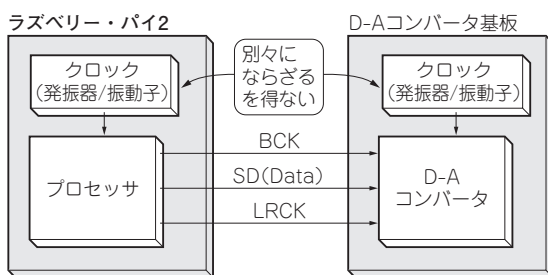 ラズベリー・パイ2
D-Aコンバータ基板
クロック
(発振器/振動子)
別々に
ならざる
を得ない
クロック
(発振器/振動子)
プロセッサ
BCK
SD(Data)
LRCK
D-A
コンバータ